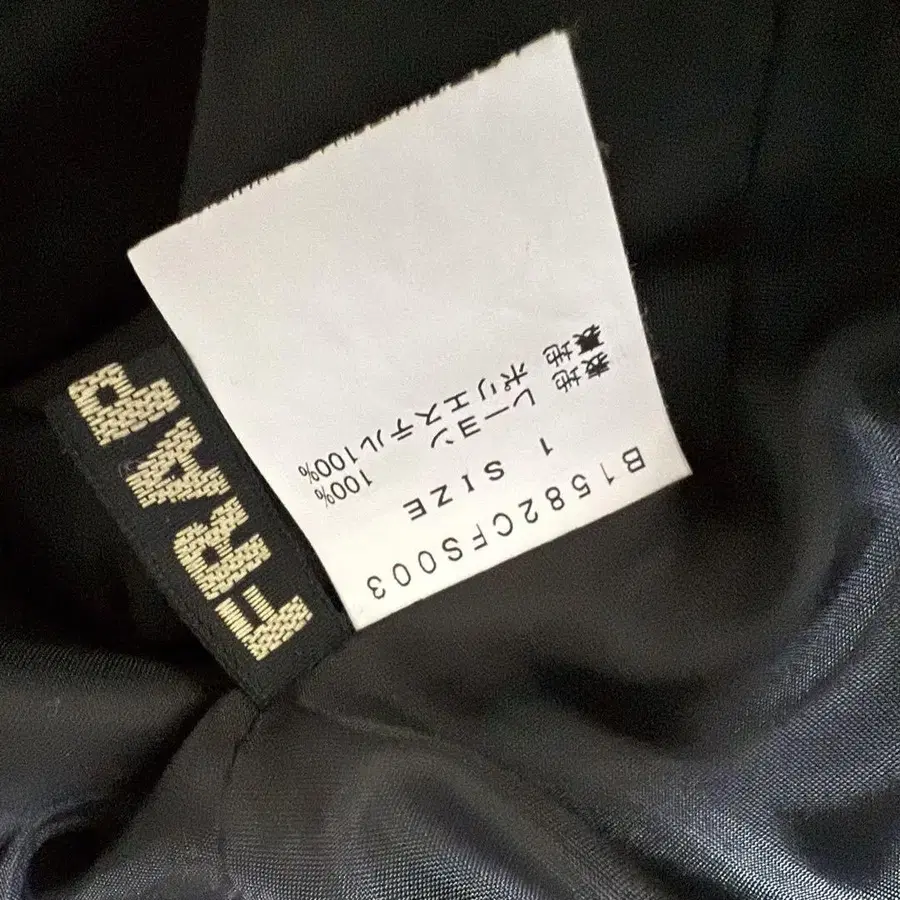 FRAP
B1582CFS003
1 SIZE
表地 レーヨン 100%
裏地 ポリエステル100%